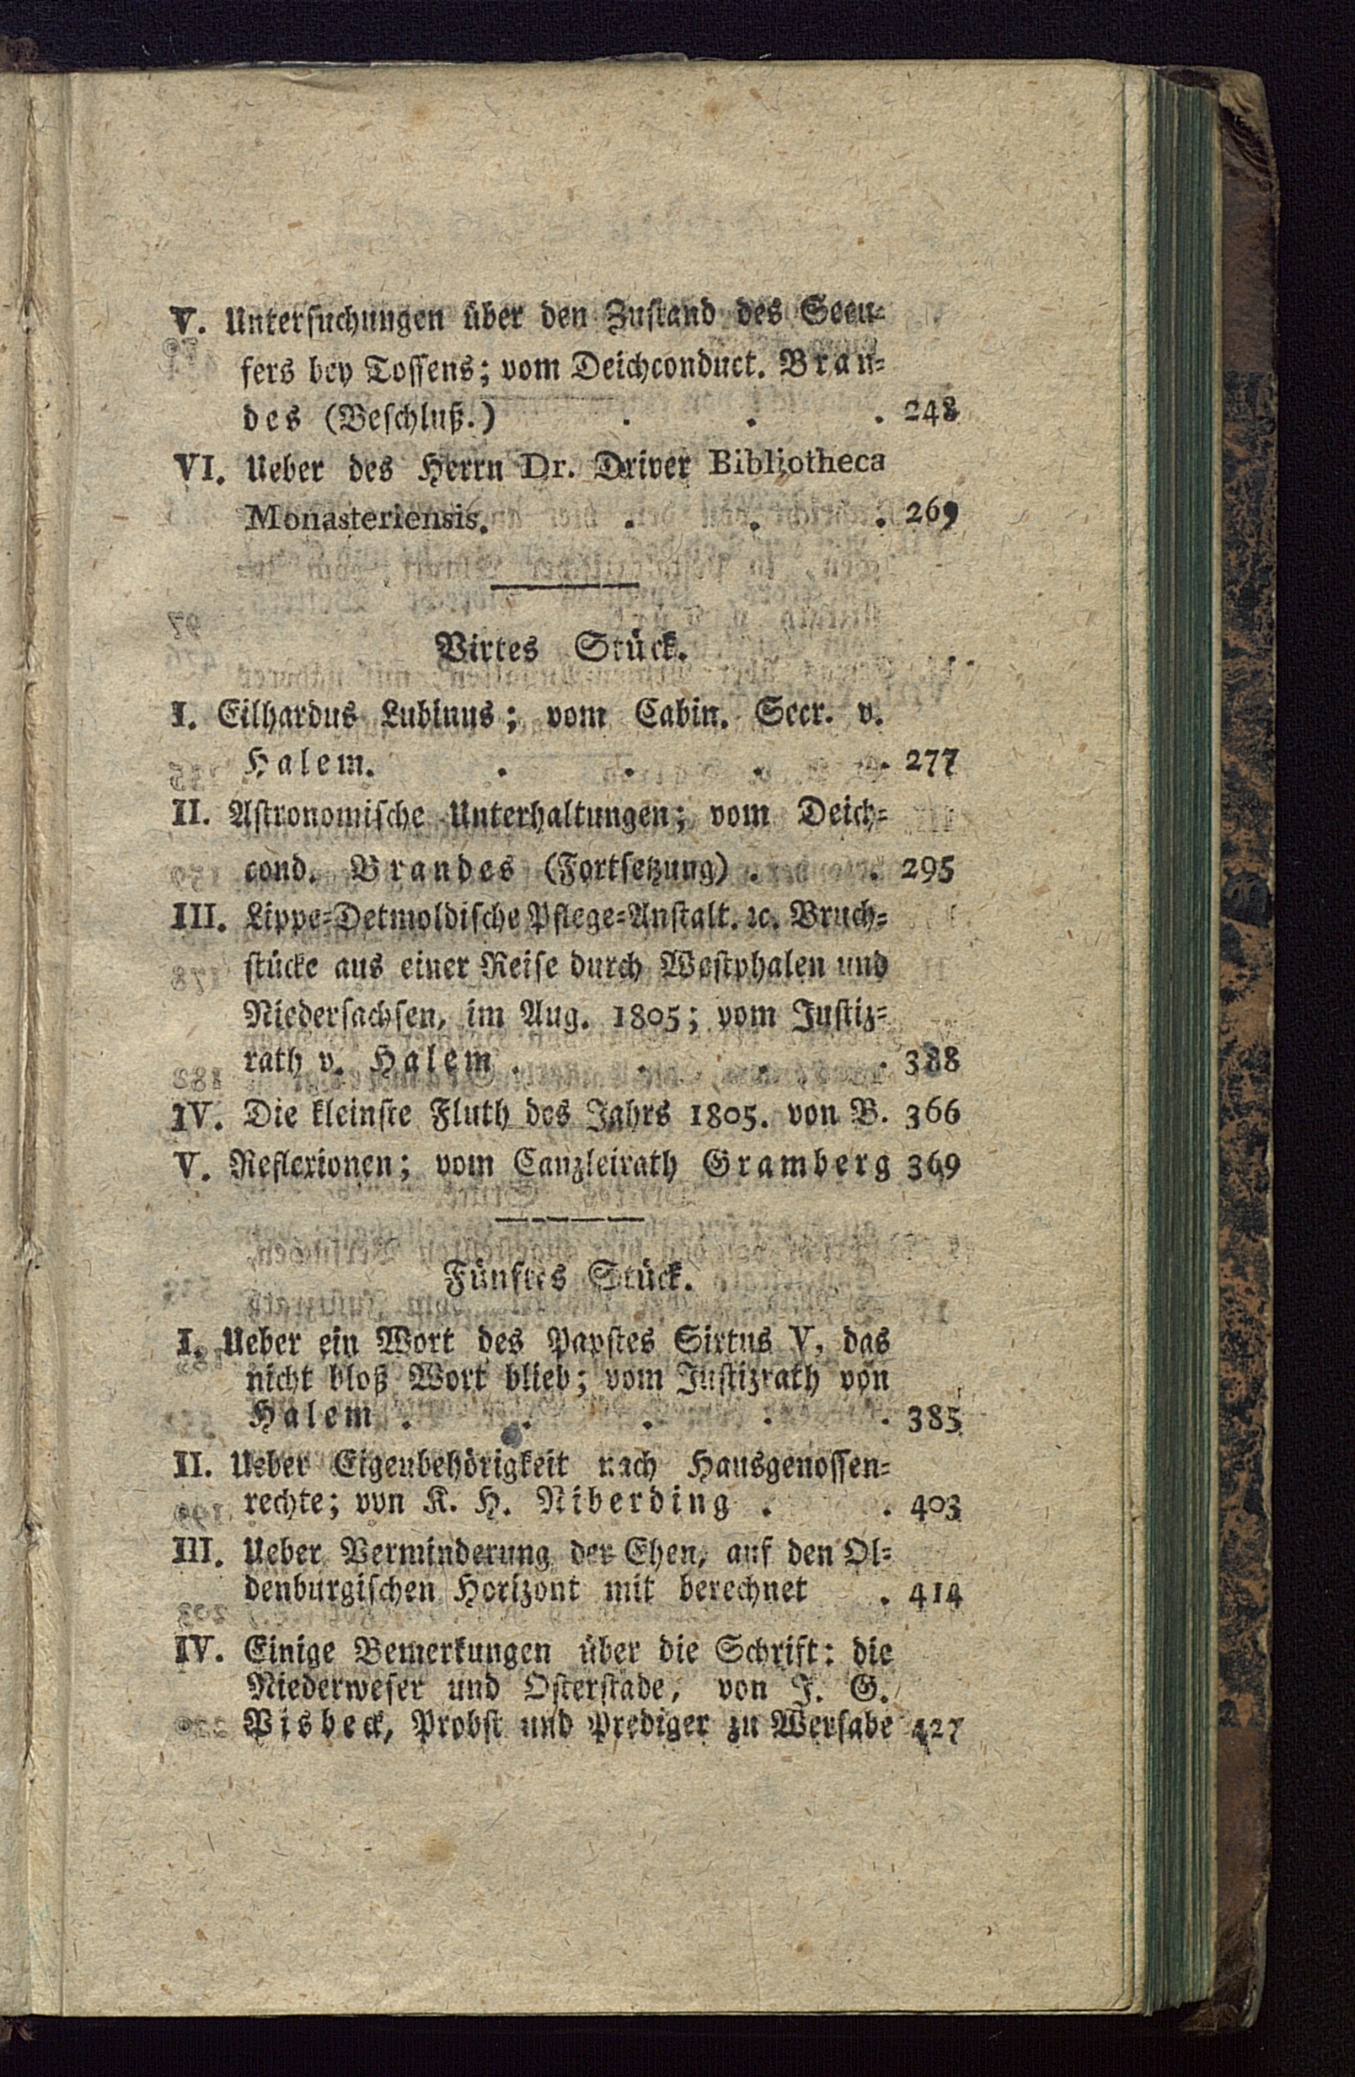 V. Untersuchungen über den Zustand des Seeu-
fers bey Tossens; vom Deichconduct. Bran-
des (Beschluß.) . . . 248
VI. Ueber des Herrn Dr. Driver Bibliotheca
Monasteriensis. . . . 269
Virtes Stück.
I. Eilhardus Lubinus; vom Cabin. Secr. v.
Halem. . . . . 277
II. Astronomische Unterhaltungen; vom Deich-
cond. Brandes (Fortsetzung) . . 295
III. Lippe-Detmoldische Pflege-Anstalt. ꝛc. Bruch-
stücke aus einer Reise durch Westphalen und
Niedersachsen, im Aug. 1805; vom Justiz-
rath v. Halem . . . . 388
IV. Die kleinste Fluth des Jahrs 1805. von B. 366
V. Reflexionen; vom Canzleirath Gramberg 369
Fünftes Stück.
I. Ueber ein Wort des Papstes Sixtus V, das
nicht bloß Wort blieb; vom Justizrath von
Halem . . . . . 385
II. Ueber Eigenbehörigkeit nach Hausgenossen-
rechte; von K. H. Niberding . . 403
III. Ueber Verminderung der Ehen, auf den Ol-
denburgischen Horizont mit berechnet . 414
IV. Einige Bemerkungen über die Schrift: die
Niederweser und Osterstade, von J. G.
Visbeck, Probst und Prediger zu Wersabe 427